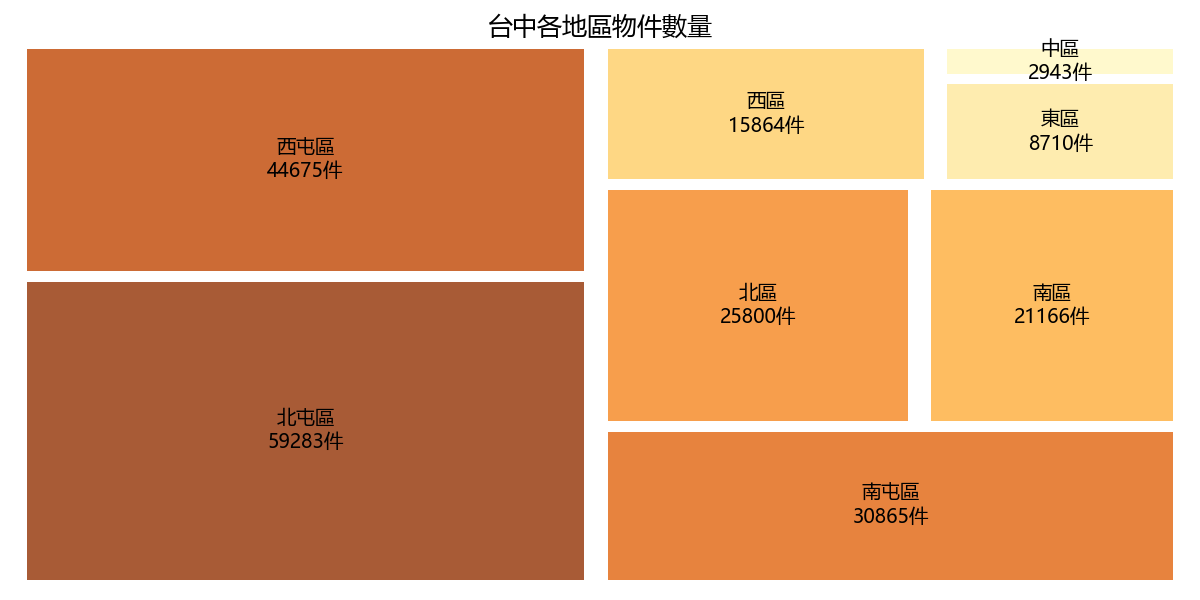 台中各地區物件數量
西屯區
44675件
北屯區
59283件
西區
15864件
中區
2943件
東區
8710件
北區
25800件
南區
21166件
南屯區
30865件